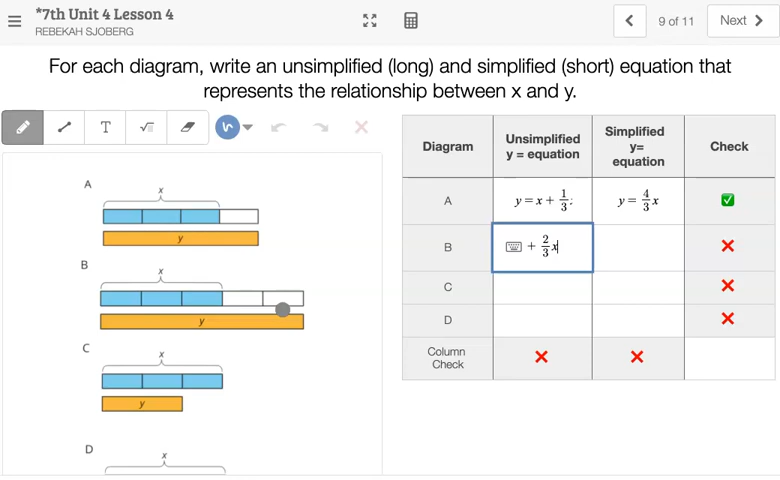 *7th Unit 4 Lesson 4
REBEKAH SJOBERG
9 of 11
Next
For each diagram, write an unsimplified (long) and simplified (short) equation that
represents the relationship between x and y.
T
√
A
x
y
B
x
y
C
x
y
D
x
Diagram
Unsimplified
y = equation
Simplified
y=
equation
Check
A
y = x + 1/3
y = 4/3 x
B
+ 2/3 x
C
D
Column
Check